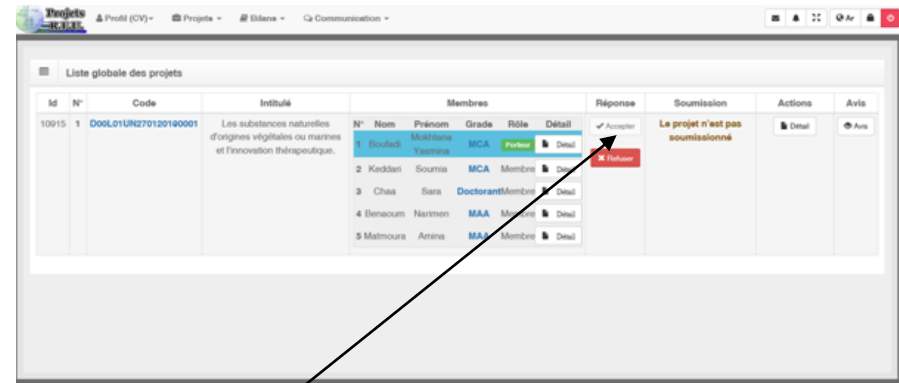 Projets
R.E.U.
Profil (CV) Projets Bilans Communication Ar
Liste globale des projets
Id N° Code Intitulé Membres Réponse Soumission Actions Avis
10915 1 D00L01UN270120190001 Les substances naturelles d'origines végétales ou marines et l'innovation thérapeutique.
N° Nom Prénom Grade Rôle Détail
1 Boufadi Mokhtaria Yasmina MCA Porteur Détail
2 Keddari Soumia MCA Membre Détail
3 Chaa Sara Doctorant Membre Détail
4 Benaoum Narimen MAA Membre Détail
5 Matmoura Amina MAA Membre Détail
Accepter
Refuser
Le projet n'est pas
soumissionné
Détail
Avis